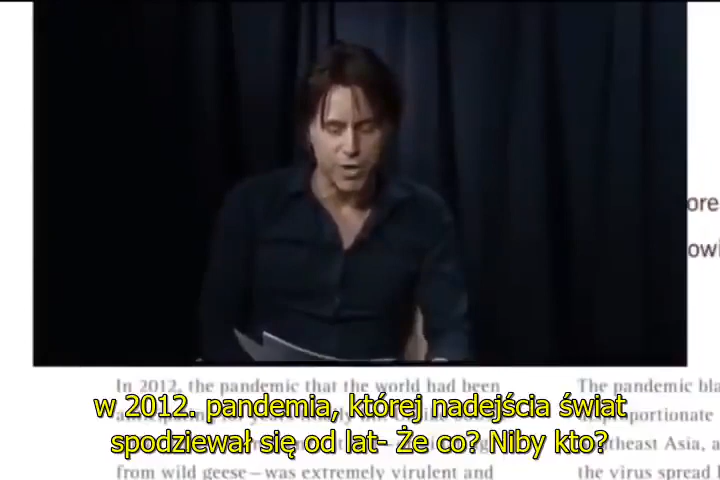 ore
owi
In 2012, the pandemic that the world had been
The pandemic bla
w 2012. pandemia, której nadejścia świat
proportionate
spodziewał się od lat- Że co? Niby kto?
theast Asia, a
from wild geese—was extremely virulent and
the virus spread l